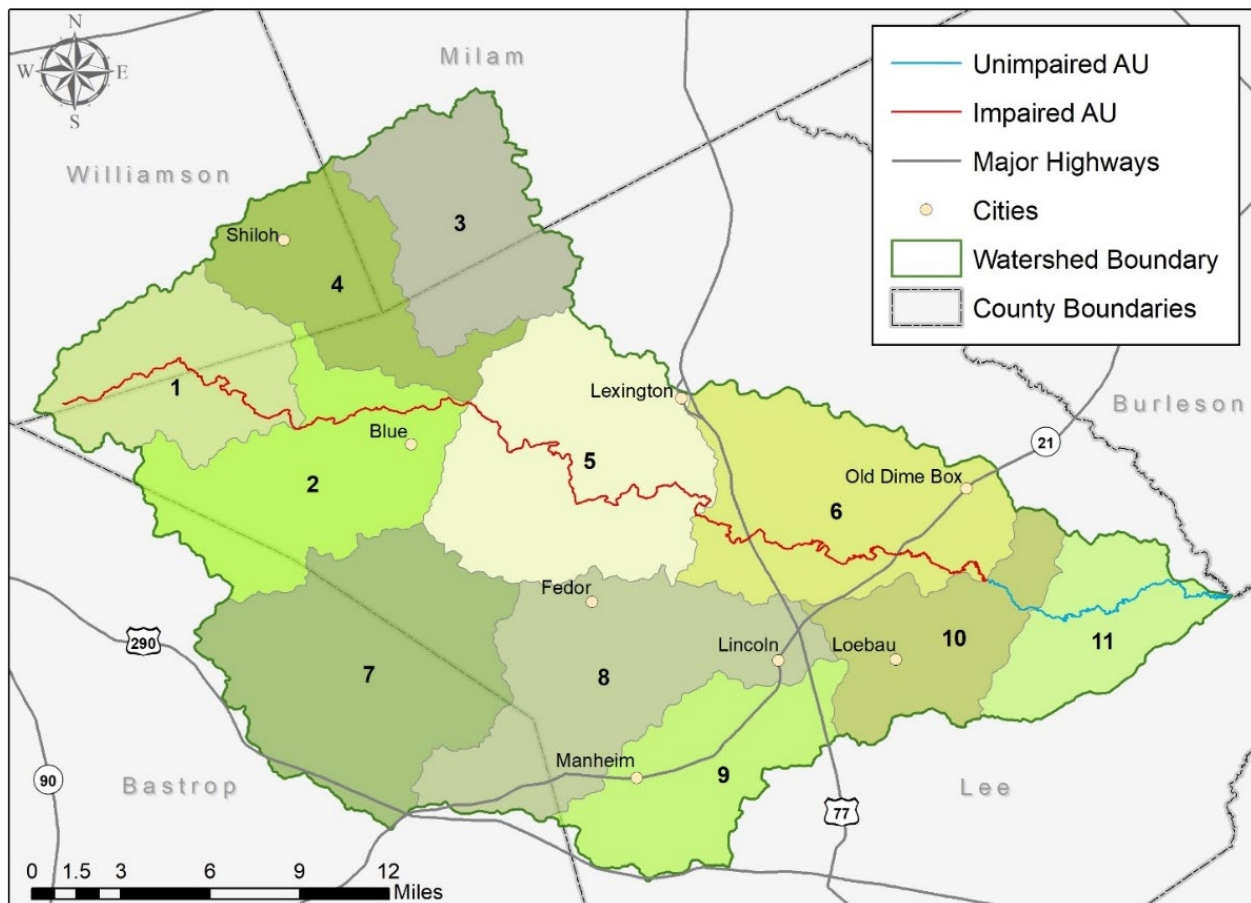 N
W
E
S
Milam
Williamson
Unimpaired AU
Impaired AU
Major Highways
Cities
Watershed Boundary
County Boundaries
3
Shiloh
4
1
Lexington
Burleson
Blue
21
5
2
Old Dime Box
6
Fedor
290
Lincoln
Loebau
10
11
7
8
Manheim
9
Bastrop
Lee
90
77
0
1.5
3
6
9
12
Miles